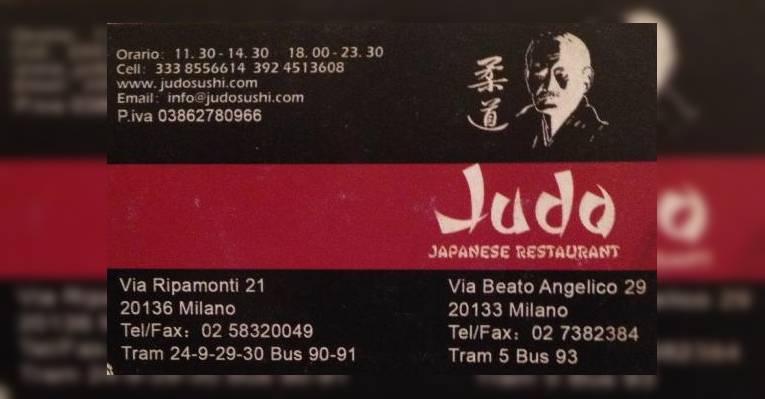 Orario: 11.30-14.30 18.00-23.30
Cell: 333 8556614 392 4513608
www.judosushi.com
Email: info@judosushi.com
P.iva 03862780966
柔道
Judo
JAPANESE RESTAURANT
Via Ripamonti 21
20136 Milano
Tel/Fax: 02 58320049
Tram 24-9-29-30 Bus 90-91
Via Beato Angelico 29
20133 Milano
Tel/Fax: 02 7382384
Tram 5 Bus 93